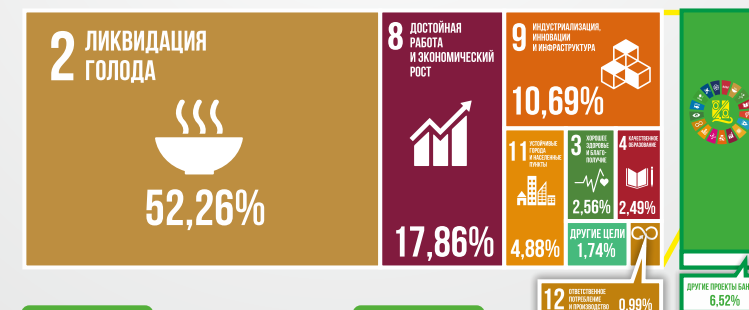 2 ЛИКВИДАЦИЯ
ГОЛОДА
52,26%
8 ДОСТОЙНАЯ
РАБОТА
И ЭКОНОМИЧЕСКИЙ
РОСТ
17,86%
9 ИНДУСТРИАЛИЗАЦИЯ,
ИННОВАЦИИ
И ИНФРАСТРУКТУРА
10,69%
11 УСТОЙЧИВЫЕ
ГОРОДА
И НАСЕЛЕННЫЕ
ПУНКТЫ
4,88%
3 ХОРОШЕЕ
ЗДОРОВЬЕ
И БЛАГО-
ПОЛУЧИЕ
2,56%
4 КАЧЕСТВЕННОЕ
ОБРАЗОВАНИЕ
2,49%
ДРУГИЕ ЦЕЛИ
1,74%
12 ОТВЕТСТВЕННОЕ
ПОТРЕБЛЕНИЕ
И ПРОИЗВОДСТВО
0,99%
ДРУГИЕ ПРОЕКТЫ БАН
6,52%